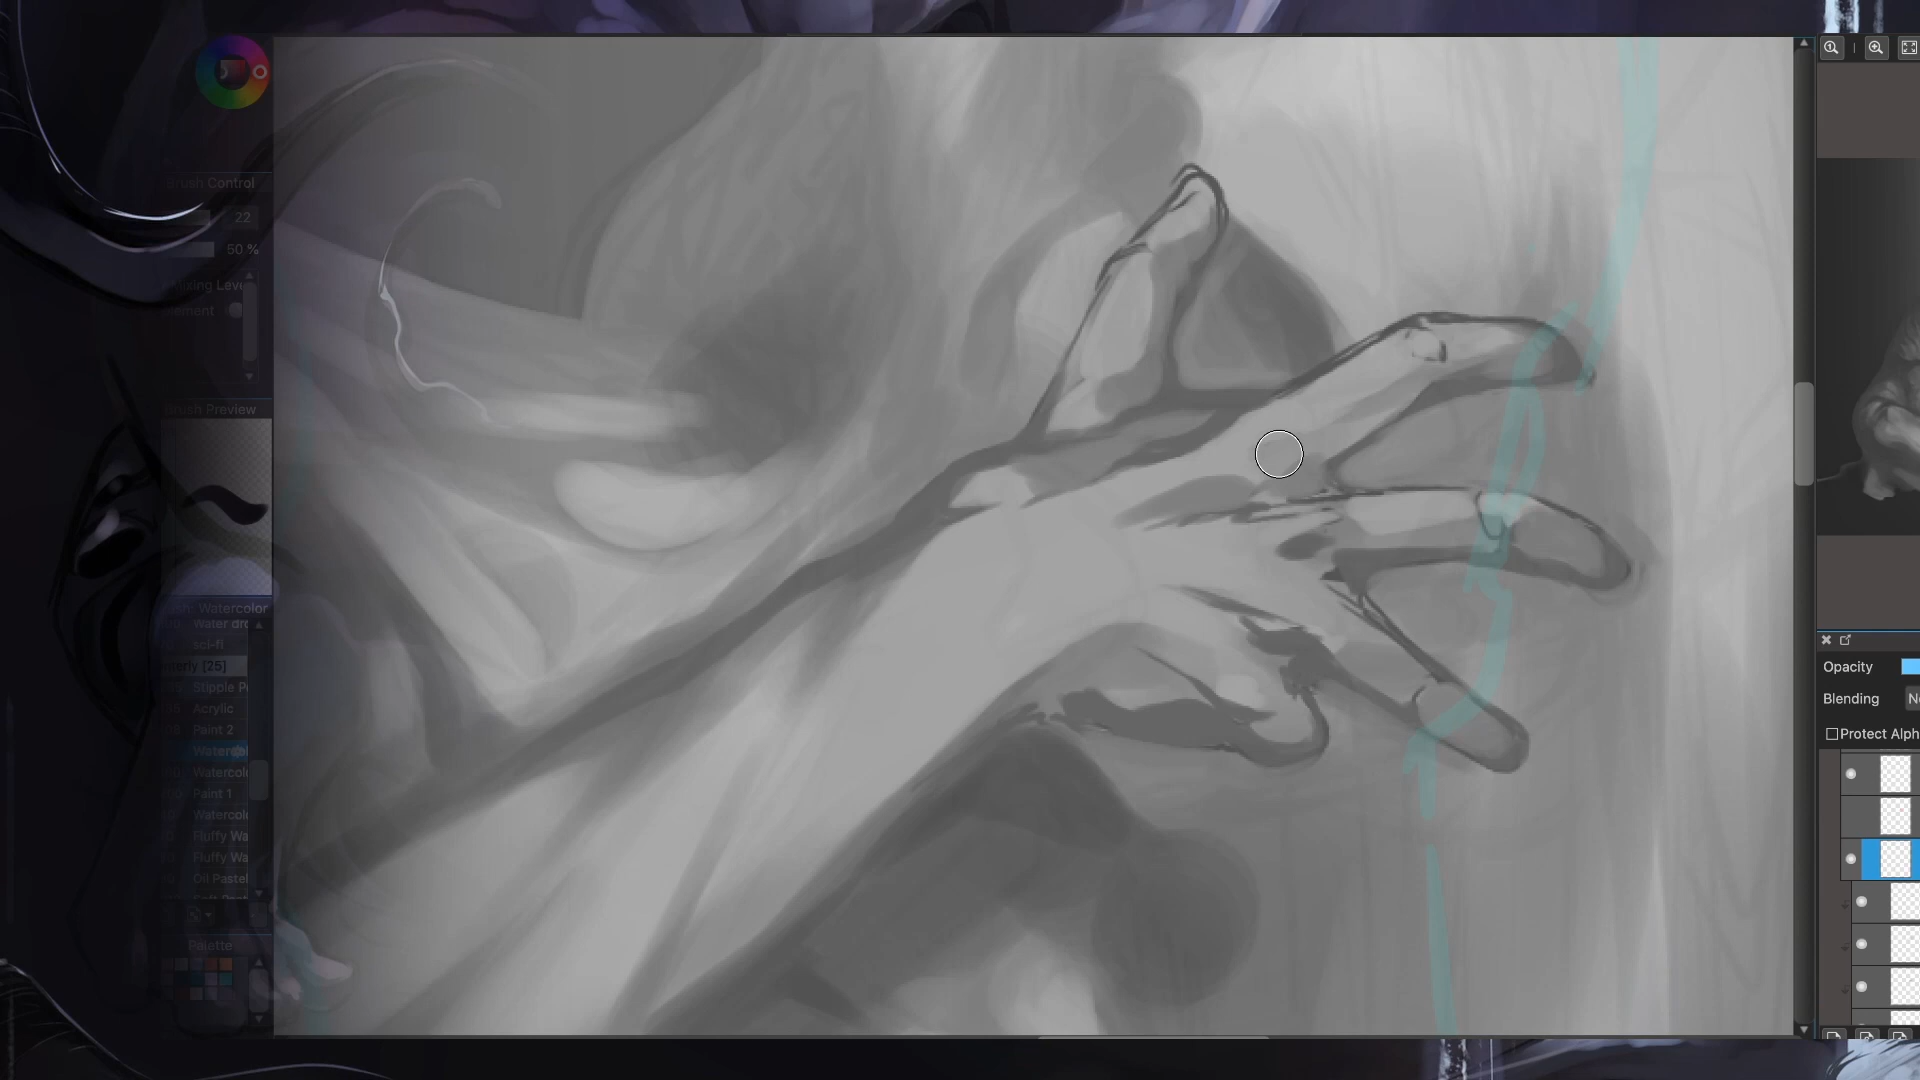 Brush Control
22
50 %
Mixing Leve
Brush Preview
Watercolor
Water dro
sci-fi
[25]
Stipple P
Acrylic
Paint 2
Waterco
Watercol
Paint 1
Watercol
Fluffy Wa
Fluffy Wa
Oil Pastel
Palette
Opacity
Blending
Protect Alph